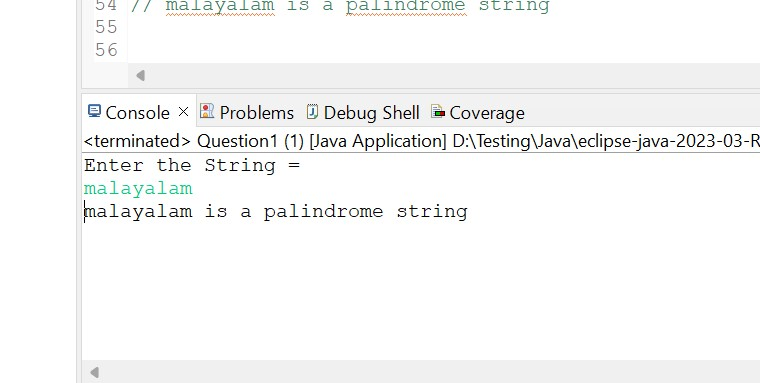 54 // malayalam is a palindrome string
55
56
Console × Problems Debug Shell Coverage
<terminated> Question1 (1) [Java Application] D:\Testing\Java\eclipse-java-2023-03-R
Enter the String =
malayalam
malayalam is a palindrome string